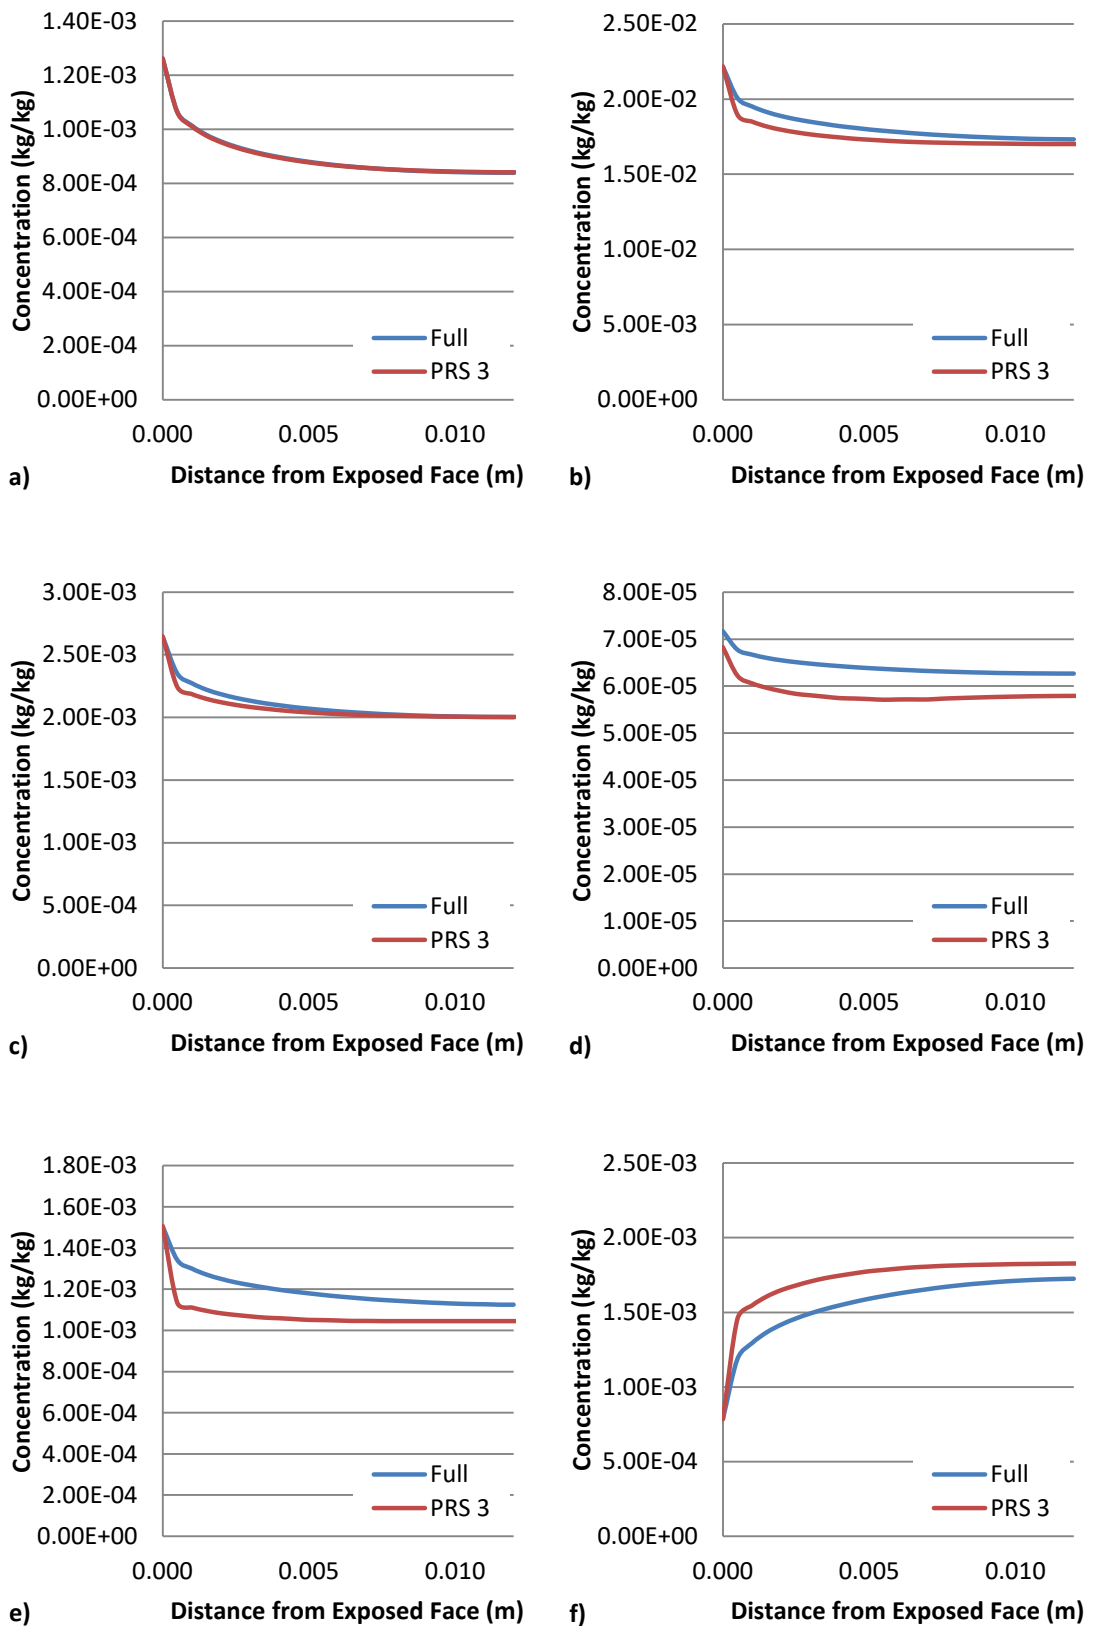 1.40E-03
1.20E-03
1.00E-03
8.00E-04
6.00E-04
4.00E-04
2.00E-04
0.00E+00
Concentration (kg/kg)
Full
PRS 3
0.000 0.005 0.010
a) Distance from Exposed Face (m)
2.50E-02
2.00E-02
1.50E-02
1.00E-02
5.00E-03
0.00E+00
Concentration (kg/kg)
Full
PRS 3
0.000 0.005 0.010
b) Distance from Exposed Face (m)
3.00E-03
2.50E-03
2.00E-03
1.50E-03
1.00E-03
5.00E-04
0.00E+00
Concentration (kg/kg)
Full
PRS 3
0.000 0.005 0.010
c) Distance from Exposed Face (m)
8.00E-05
7.00E-05
6.00E-05
5.00E-05
4.00E-05
3.00E-05
2.00E-05
1.00E-05
0.00E+00
Concentration (kg/kg)
Full
PRS 3
0.000 0.005 0.010
d) Distance from Exposed Face (m)
1.80E-03
1.60E-03
1.40E-03
1.20E-03
1.00E-03
8.00E-04
6.00E-04
4.00E-04
2.00E-04
0.00E+00
Concentration (kg/kg)
Full
PRS 3
0.000 0.005 0.010
e) Distance from Exposed Face (m)
2.50E-03
2.00E-03
1.50E-03
1.00E-03
5.00E-04
0.00E+00
Concentration (kg/kg)
Full
PRS 3
0.000 0.005 0.010
f) Distance from Exposed Face (m)